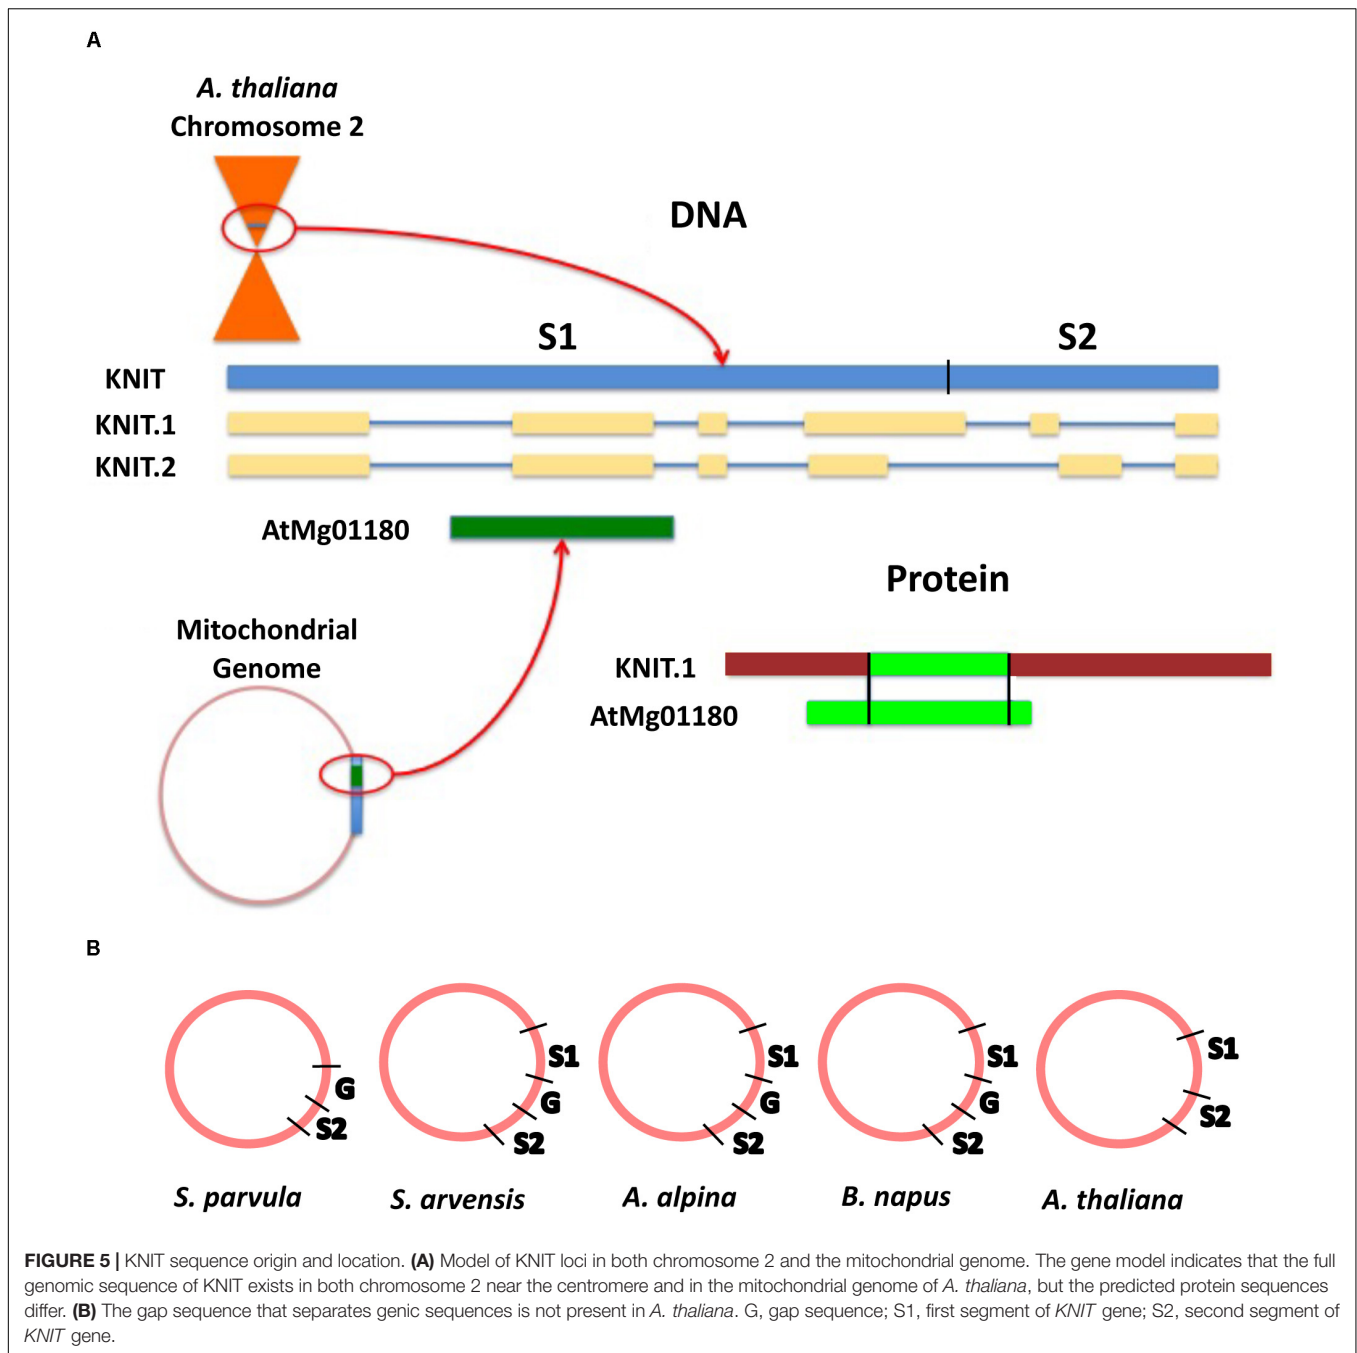 A
A. thaliana
Chromosome 2
DNA
S1
S2
KNIT
KNIT.1
KNIT.2
AtMg01180
Protein
Mitochondrial
Genome
KNIT.1
AtMg01180
B
S1
S1
S1
S1
G
G
G
G
S2
S2
S2
S2
S2
S. parvula
S. arvensis
A. alpina
B. napus
A. thaliana
FIGURE 5 | KNIT sequence origin and location. (A) Model of KNIT loci in both chromosome 2 and the mitochondrial genome. The gene model indicates that the full
genomic sequence of KNIT exists in both chromosome 2 near the centromere and in the mitochondrial genome of A. thaliana, but the predicted protein sequences
differ. (B) The gap sequence that separates genic sequences is not present in A. thaliana. G, gap sequence; S1, first segment of KNIT gene; S2, second segment of
KNIT gene.